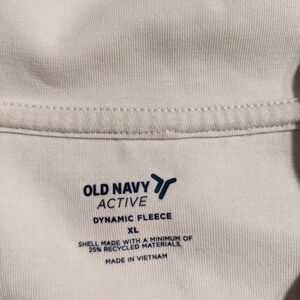 OLD NAVY
ACTIVE
DYNAMIC FLEECE
XL
SHELL MADE WITH A MINIMUM OF
25% RECYCLED MATERIALS.
MADE IN VIETNAM